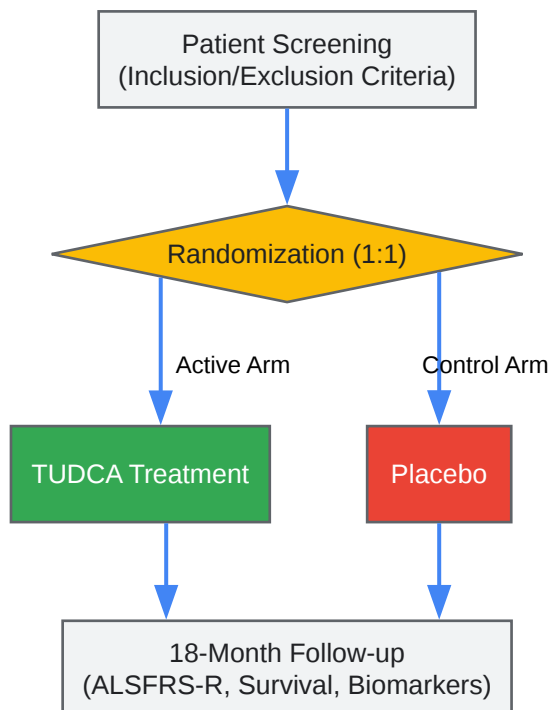 Patient Screening
(Inclusion/Exclusion Criteria)
Randomization (1:1)
Active Arm
Control Arm
TUDCA Treatment
Placebo
18-Month Follow-up
(ALSFRS-R, Survival, Biomarkers)